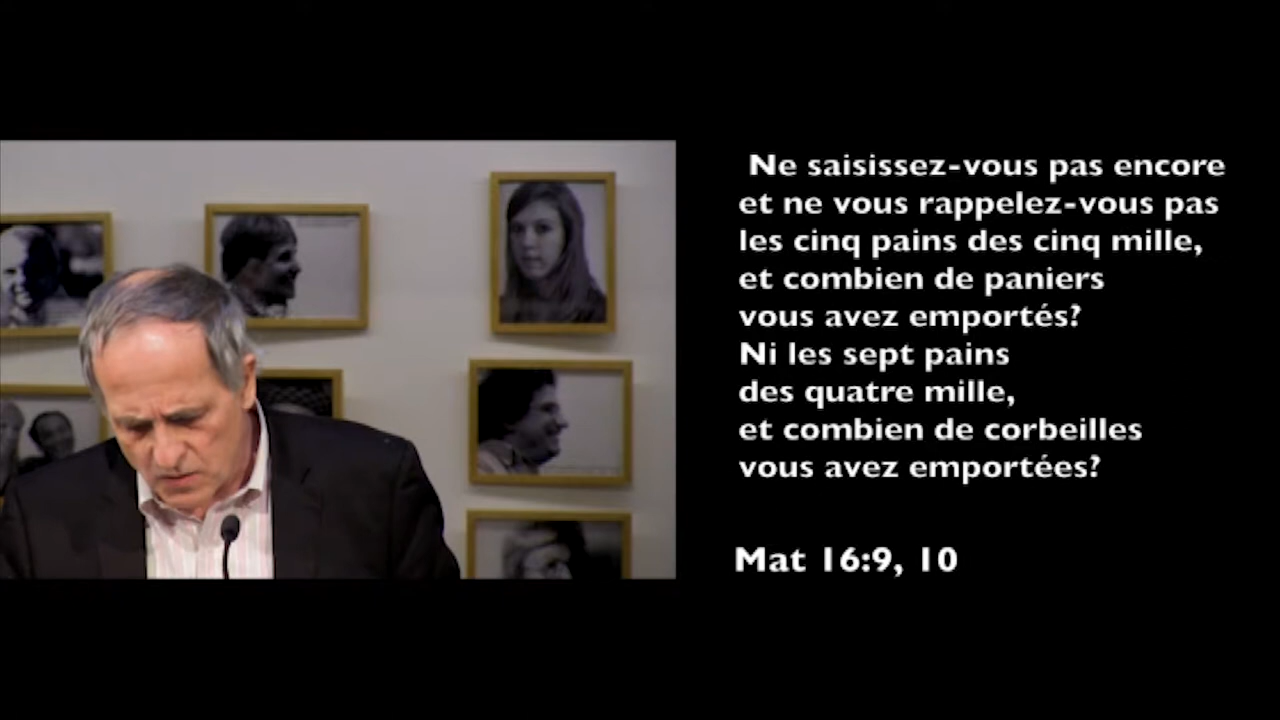 Ne saisissez-vous pas encore
et ne vous rappelez-vous pas
les cinq pains des cinq mille,
et combien de paniers
vous avez emportés?
Ni les sept pains
des quatre mille,
et combien de corbeilles
vous avez emportées?
Mat 16:9, 10